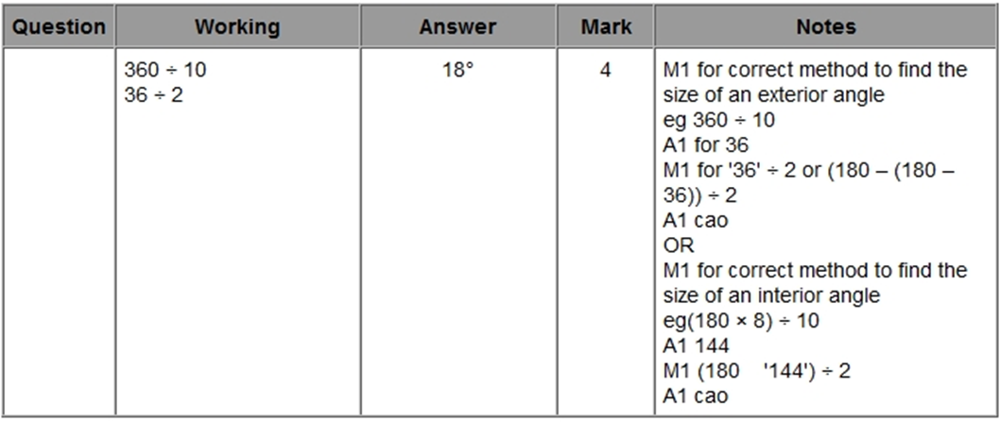 Question Working Answer Mark Notes
360 ÷ 10 18° 4 M1 for correct method to find the
36 ÷ 2 size of an exterior angle
eg 360 ÷ 10
A1 for 36
M1 for '36' ÷ 2 or (180 – (180 –
36)) ÷ 2
A1 cao
OR
M1 for correct method to find the
size of an interior angle
eg(180 × 8) ÷ 10
A1 144
M1 (180 '144') ÷ 2
A1 cao